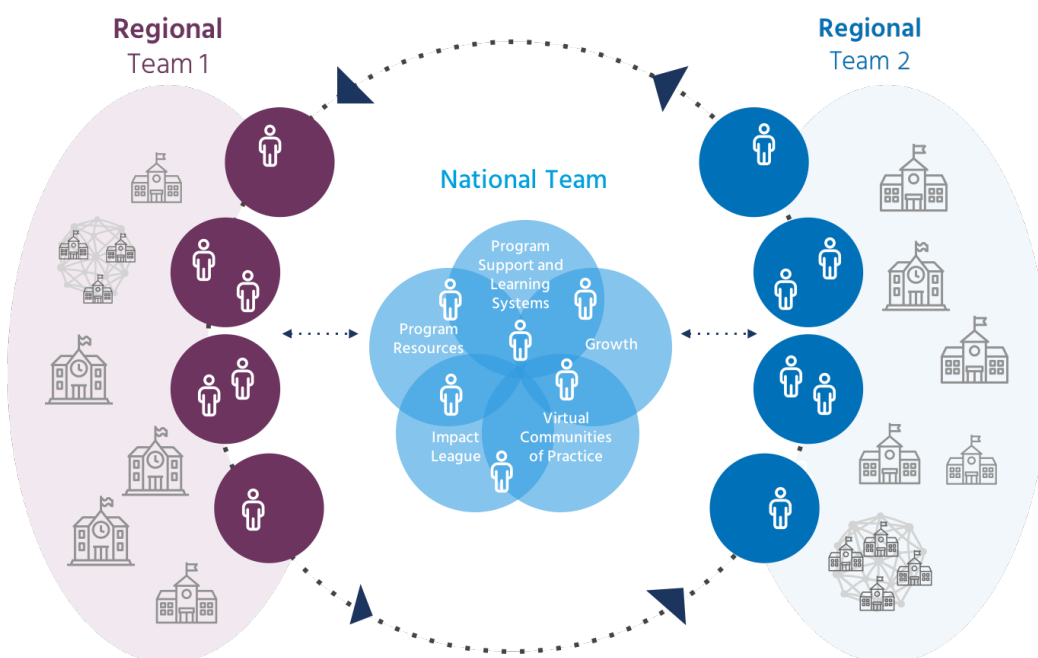 Regional
Team 1
Regional
Team 2
National Team
Program
Support and
Learning
Systems
Program
Resources
Growth
Impact
League
Virtual
Communities
of Practice